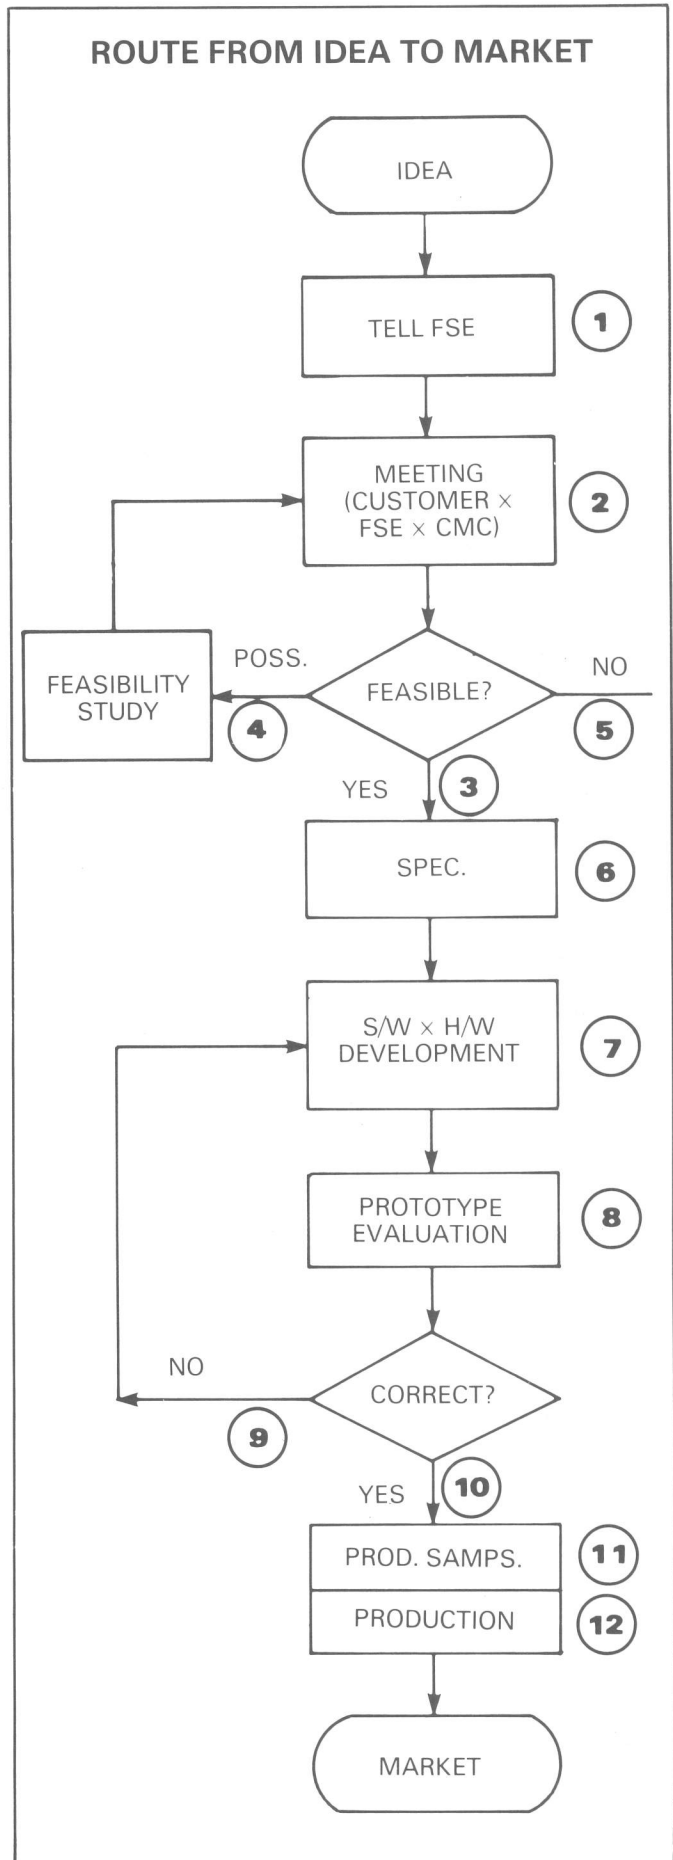 ROUTE FROM IDEA TO MARKET
IDEA
TELL FSE
1
MEETING
(CUSTOMER ×
FSE × CMC)
2
FEASIBILITY
STUDY
POSS.
4
FEASIBLE?
NO
5
YES
3
SPEC.
6
S/W × H/W
DEVELOPMENT
7
PROTOTYPE
EVALUATION
8
CORRECT?
NO
9
YES
10
PROD. SAMPS.
11
PRODUCTION
12
MARKET